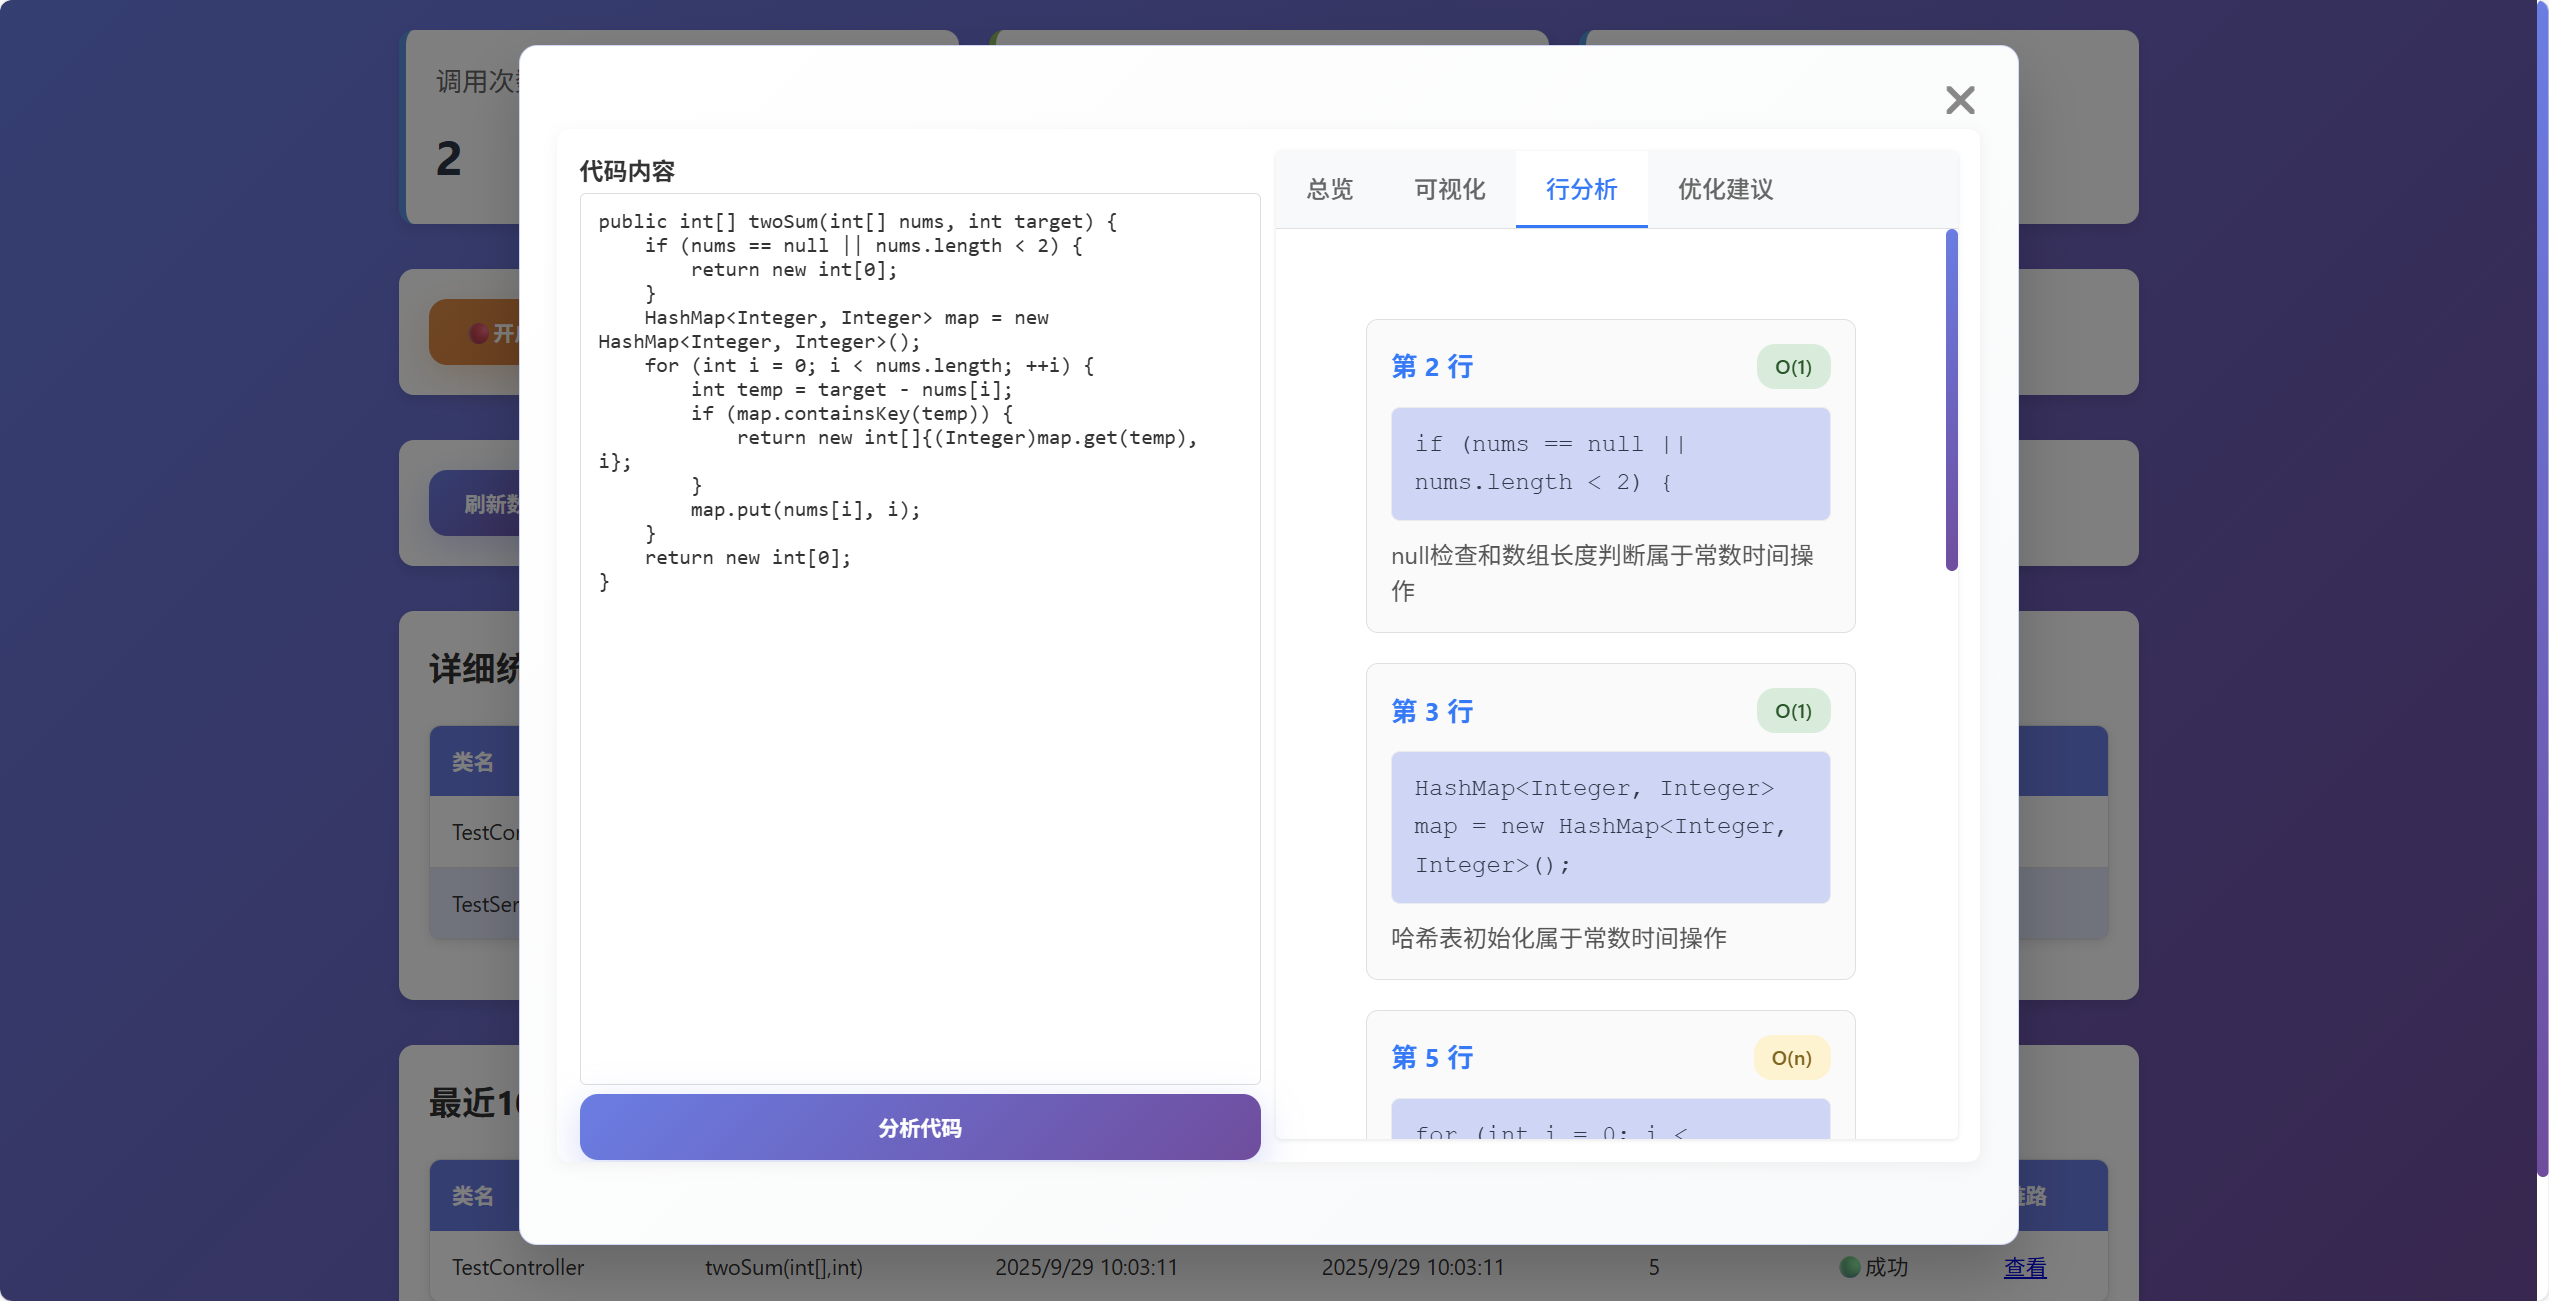 调用次
2
开
刷新数
详细统
类名
TestCo
TestSer
最近10
类名
代码内容
public int[] twoSum(int[] nums, int target) {
    if (nums == null || nums.length < 2) {
        return new int[0];
    }
    HashMap<Integer, Integer> map = new
HashMap<Integer, Integer>();
    for (int i = 0; i < nums.length; ++i) {
        int temp = target - nums[i];
        if (map.containsKey(temp)) {
            return new int[]{(Integer)map.get(temp),
i};
        }
        map.put(nums[i], i);
    }
    return new int[0];
}
分析代码
总览 可视化 行分析 优化建议
第 2 行 O(1)
if (nums == null ||
nums.length < 2) {
null检查和数组长度判断属于常数时间操
作
第 3 行 O(1)
HashMap<Integer, Integer>
map = new HashMap<Integer,
Integer>();
哈希表初始化属于常数时间操作
第 5 行 O(n)
for (int i = 0; i <
路
TestController twoSum(int[],int) 2025/9/29 10:03:11 2025/9/29 10:03:11 5 成功 查看